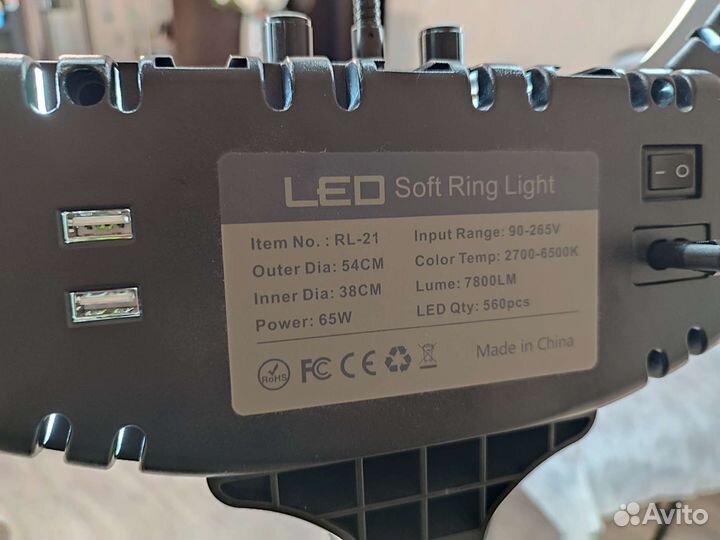 LED Soft Ring Light
Item No. : RL-21
Outer Dia: 54CM
Inner Dia: 38CM
Power: 65W
Input Range: 90-265V
Color Temp: 2700-6500K
Lume: 7800LM
LED Qty: 560pcs
RoHS FC CE Made in China
Avito